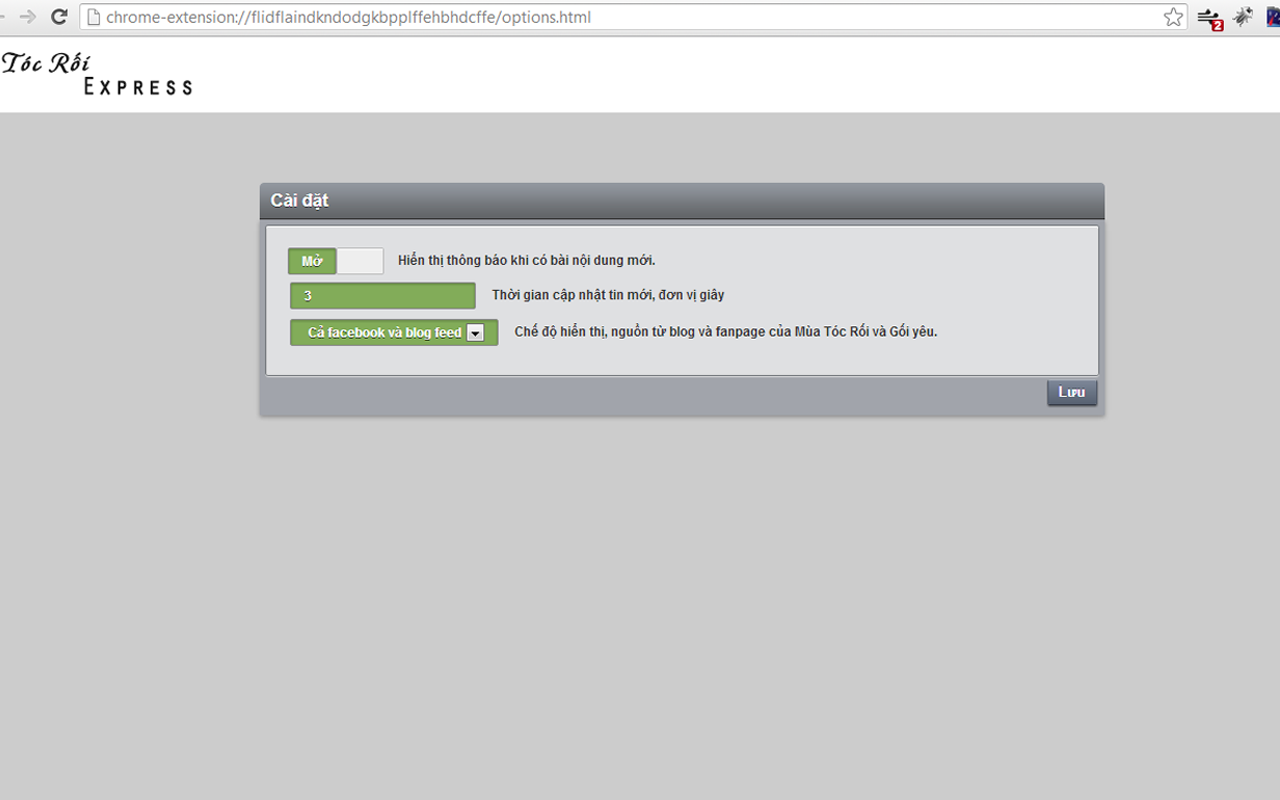 chrome-extension://flidflaindkndodgkbpplffehbhdcffe/options.html
2
Tóc Rối
EXPRESS
Cài đặt
Mở Hiển thị thông báo khi có bài nội dung mới.
3 Thời gian cập nhật tin mới, đơn vị giây
Cả facebook và blog feed Chế độ hiển thị, nguồn từ blog và fanpage của Mùa Tóc Rối và Gối yêu.
Lưu